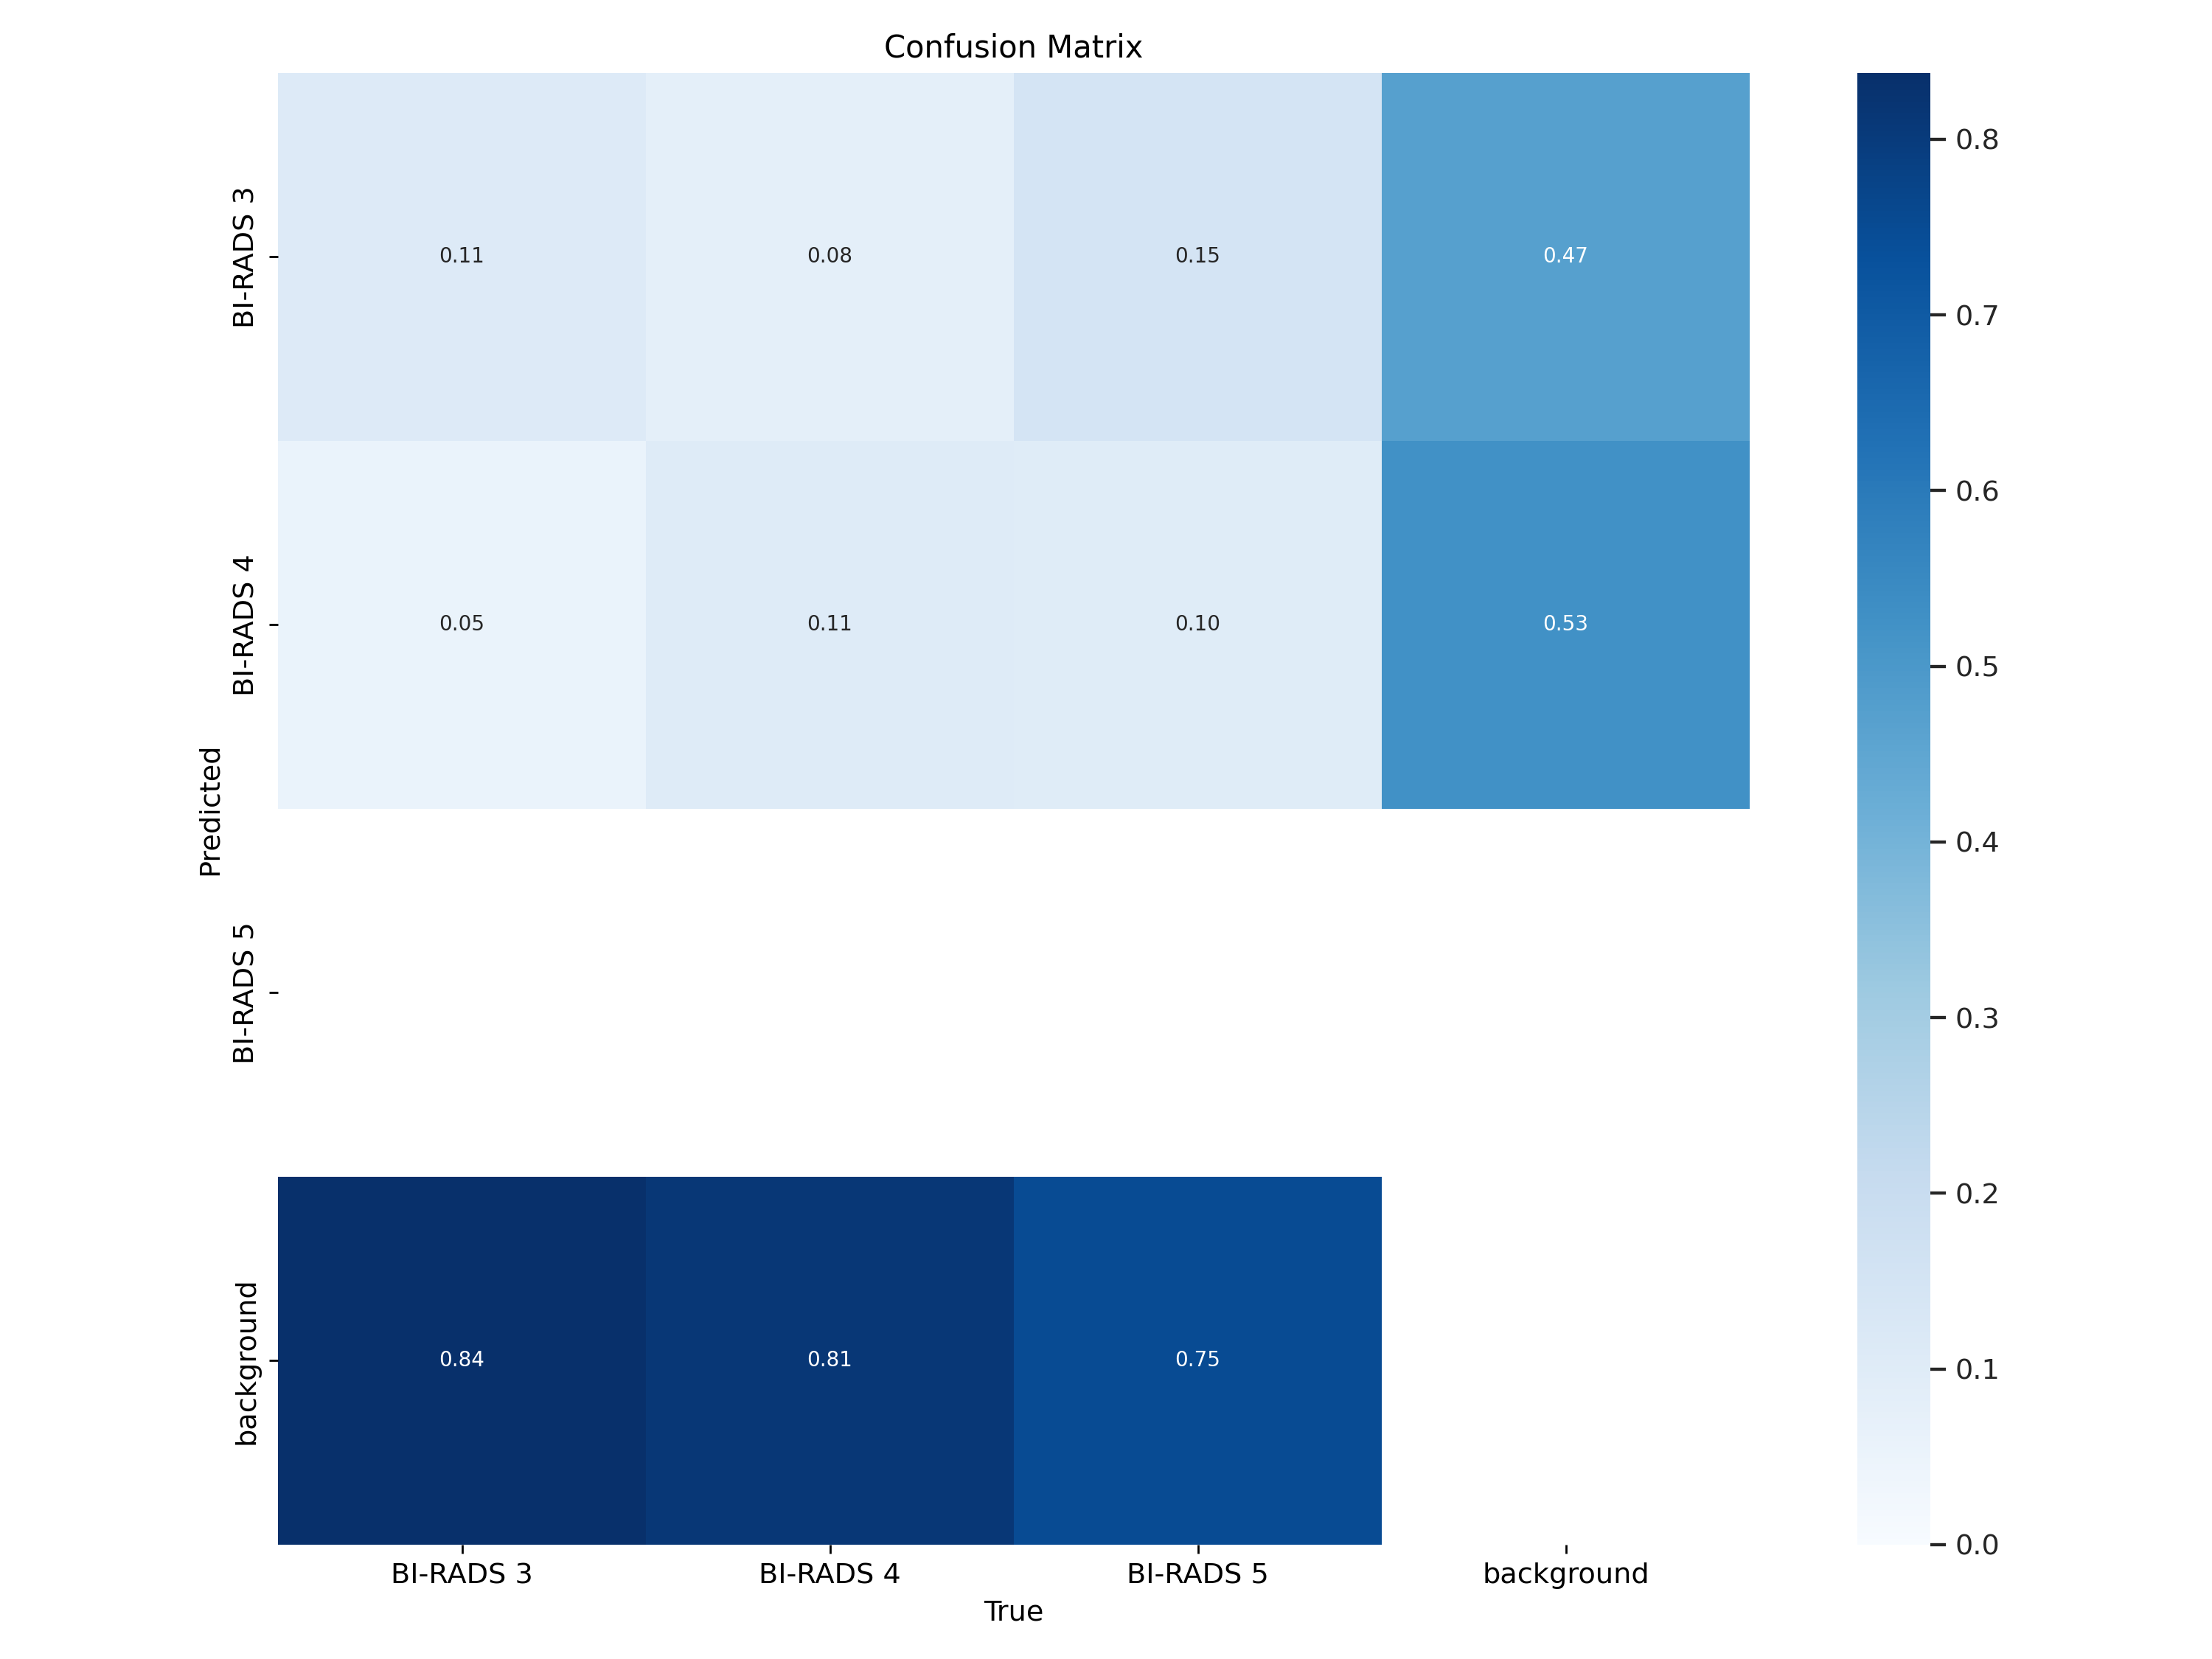 Confusion Matrix
BI-RADS 3
0.11 0.08 0.15 0.47
BI-RADS 4
0.05 0.11 0.10 0.53
Predicted
BI-RADS 5
background
0.84 0.81 0.75
BI-RADS 3 BI-RADS 4 BI-RADS 5 background
True
0.8
0.7
0.6
0.5
0.4
0.3
0.2
0.1
0.0